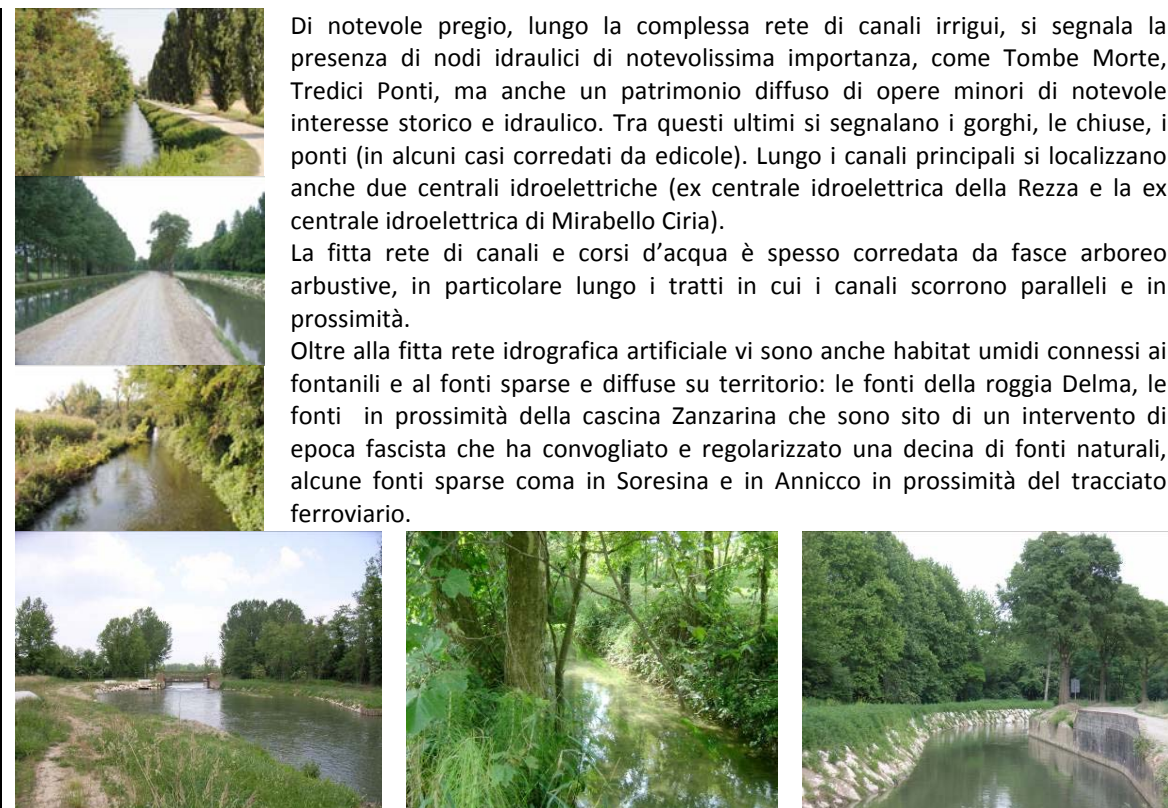 Di notevole pregio, lungo la complessa rete di canali irrigui, si segnala la
presenza di nodi idraulici di notevolissima importanza, come Tombe Morte,
Tredici Ponti, ma anche un patrimonio diffuso di opere minori di notevole
interesse storico e idraulico. Tra questi ultimi si segnalano i gorghi, le chiuse, i
ponti (in alcuni casi corredati da edicole). Lungo i canali principali si localizzano
anche due centrali idroelettriche (ex centrale idroelettrica della Rezza e la ex
centrale idroelettrica di Mirabello Ciria).
La fitta rete di canali e corsi d’acqua è spesso corredata da fasce arboreo
arbustive, in particolare lungo i tratti in cui i canali scorrono paralleli e in
prossimità.
Oltre alla fitta rete idrografica artificiale vi sono anche habitat umidi connessi ai
fontanili e al fonti sparse e diffuse su territorio: le fonti della roggia Delma, le
fonti in prossimità della cascina Zanzarina che sono sito di un intervento di
epoca fascista che ha convogliato e regolarizzato una decina di fonti naturali,
alcune fonti sparse coma in Soresina e in Annicco in prossimità del tracciato
ferroviario.